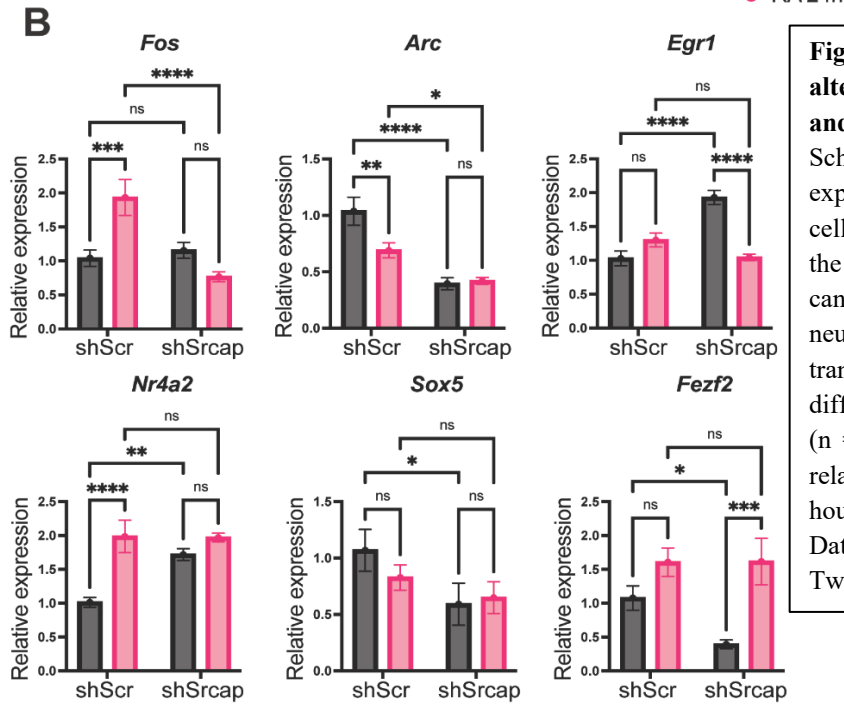 B
Fos
Arc
Egr1
****
ns
***
ns
*
****
**
ns
ns
****
ns
****
Relative expression
2.5
2.0
1.5
1.0
0.5
0.0
shScr
shSrcap
Relative expression
1.5
1.0
0.5
0.0
shScr
shSrcap
Relative expression
2.5
2.0
1.5
1.0
0.5
0.0
shScr
shSrcap
Nr4a2
Sox5
Fezf2
ns
**
****
ns
ns
*
ns
ns
ns
*
ns
***
Relative expression
2.5
2.0
1.5
1.0
0.5
0.0
shScr
shSrcap
Relative expression
1.5
1.0
0.5
0.0
shScr
shSrcap
Relative expression
2.5
2.0
1.5
1.0
0.5
0.0
shScr
shSrcap
Fig
alte
and
Sch
exp
cell
the
can
neu
tran
diff
(n =
rela
hou
Dat
Tw